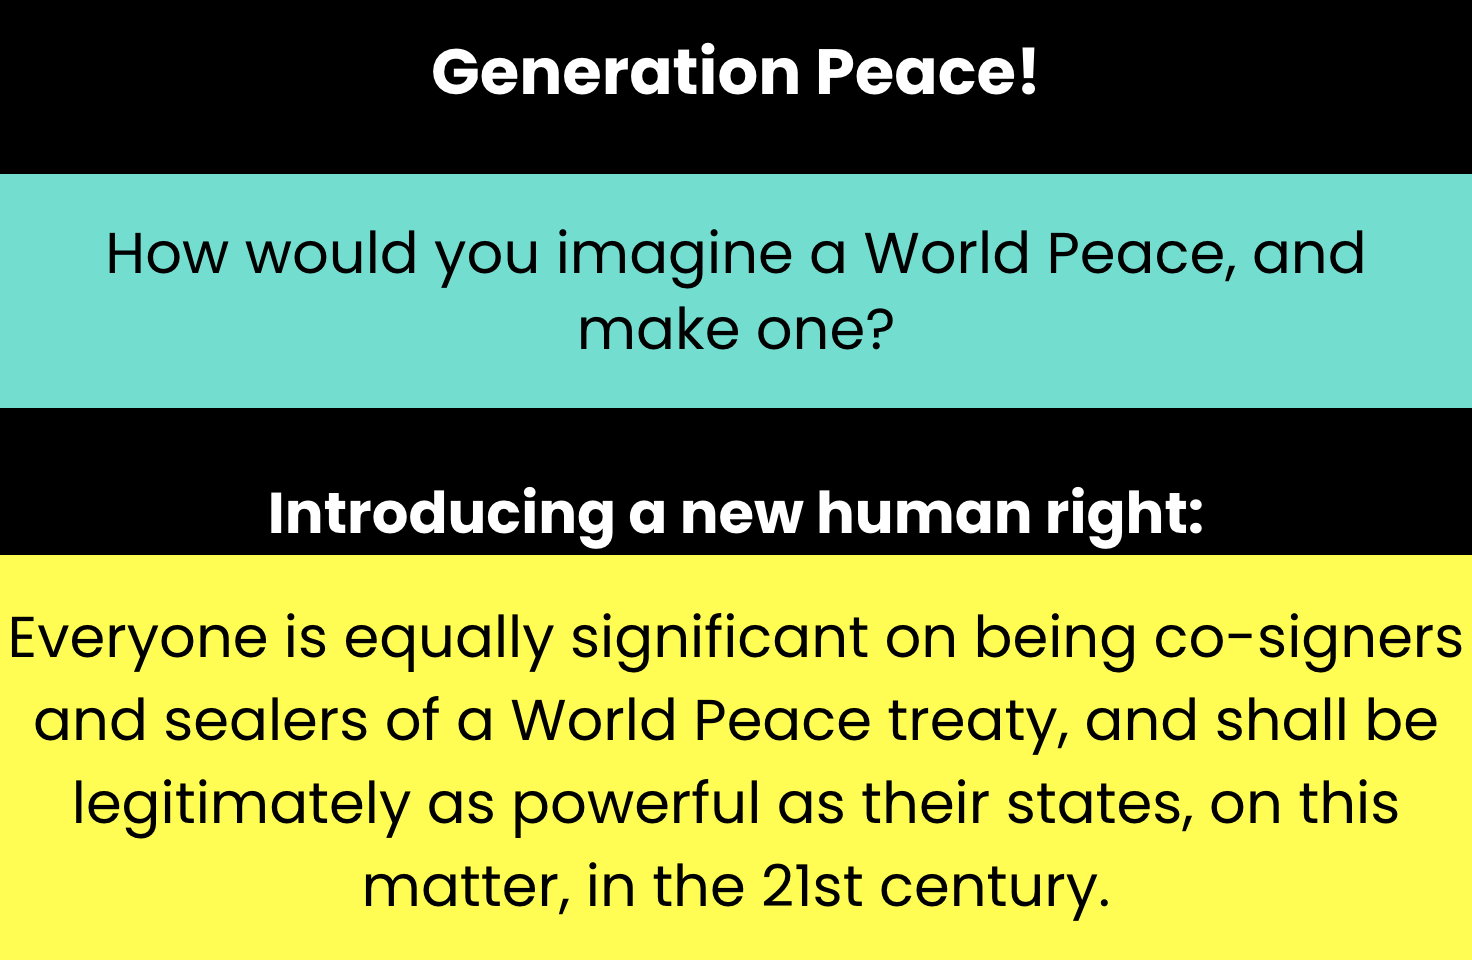 Generation Peace!
How would you imagine a World Peace, and
make one?
Introducing a new human right:
Everyone is equally significant on being co-signers
and sealers of a World Peace treaty, and shall be
legitimately as powerful as their states, on this
matter, in the 21st century.